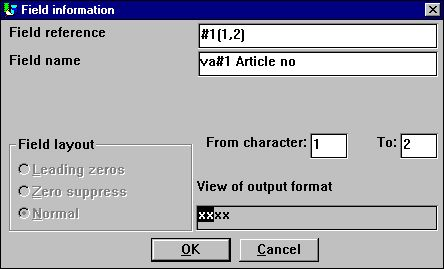 Field information
Field reference #1(1,2)
Field name va#1 Article no
Field layout
From character: 1 To: 2
Leading zeros
Zero suppress
Normal
View of output format
xxxx
OK Cancel